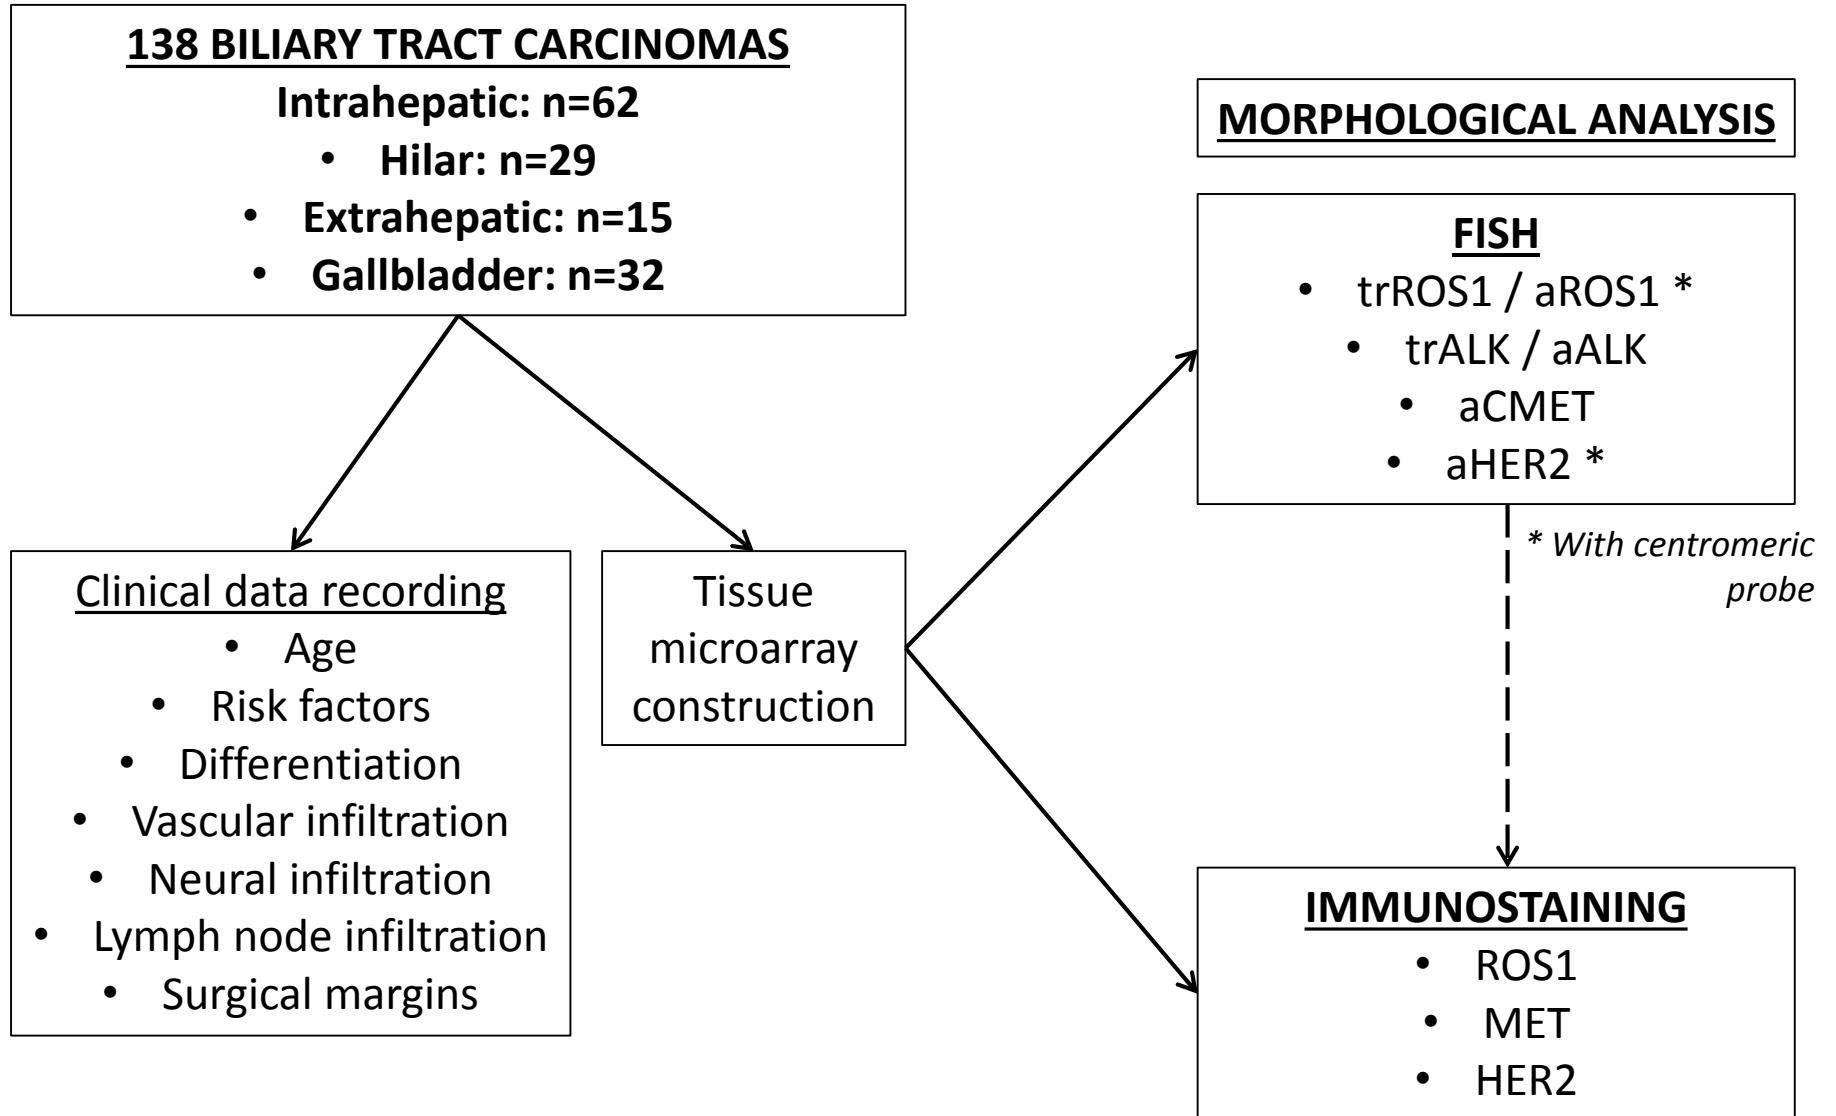 138 BILIARY TRACT CARCINOMAS
Intrahepatic: n=62
• Hilar: n=29
• Extrahepatic: n=15
• Gallbladder: n=32
MORPHOLOGICAL ANALYSIS
FISH
• trROS1 / aROS1 *
• trALK / aALK
• aCMET
• aHER2 *
* With centromeric
probe
Clinical data recording
• Age
• Risk factors
• Differentiation
• Vascular infiltration
• Neural infiltration
• Lymph node infiltration
• Surgical margins
Tissue
microarray
construction
IMMUNOSTAINING
• ROS1
• MET
• HER2